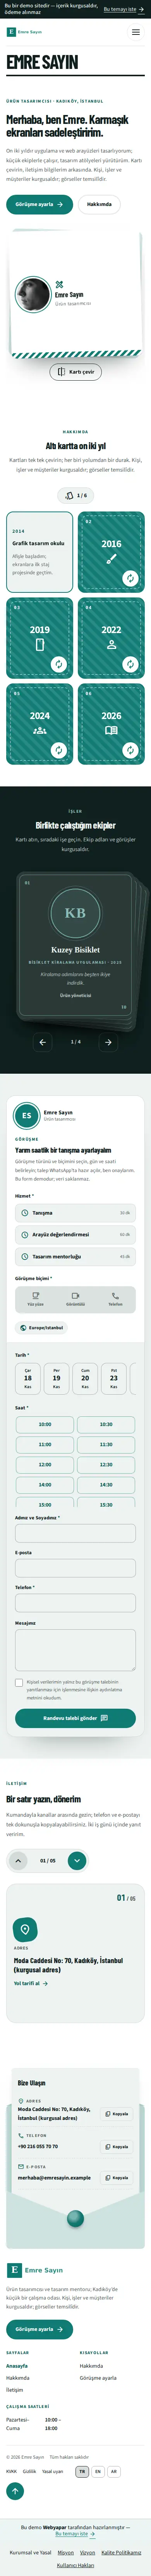 Bu bir demo sitedir — içerik kurgusaldır,
ödeme alınmaz
Bu temayı iste →
E Emre Sayın
EMRE SAYIN
ÜRÜN TASARIMCISI · KADIKÖY, İSTANBUL
Merhaba, ben Emre. Karmaşık
ekranları sadeleştiririm.
On iki yıldır uygulama ve web arayüzleri tasarlıyorum;
küçük ekiplerle çalışan, tasarım atölyeleri yürütürüm. Kartı
çevirin, arkasında iletişim bilgilerim var. Bu site bir demo; kişi,
işler ve müşteriler kurgusal, görseller temsilîdir.
Görüşme ayarla →
Hakkımda
Emre Sayın
Ürün tasarımcısı
Kartı çevir
HAKKIMDA
Altı kartta on iki yıl
Kartları tek tek çevirin; her biri yolumdan bir durak. Kişi,
işler ve müşteriler kurgusal; görseller temsilîdir.
1 / 6
2014
Grafik tasarım okulu
Afişle başladım;
ekranlara ilk staj
projesinde geçtim.
02
2016
03
2019
04
2022
05
2024
06
2026
İŞLER
Birlikte çalıştığım ekipler
Kartı alın, sıradaki işe geçin. Ekip adları ve görüşler
kurgusaldır.
01
KB
Kuzey Bisiklet
BİSİKLET KİRALAMA UYGULAMASI · 2025
Kiralama adımlarını beşten ikiye
indirdik.
Ürün yöneticisi
10
←
1 / 4
→
ES
Emre Sayın
Ürün tasarımcısı
GÖRÜŞME
Yarım saatlik bir tanışma ayarlayalım
Görüşme türünü ve biçimini seçin, gün ve saati
belirleyin; talep WhatsApp'ta hazır açılır, ben onaylarım.
Bu form demodur; veri saklanmaz.
Hizmet *
Tanışma
30 dk
Arayüz değerlendirmesi
60 dk
Tasarım mentorluğu
45 dk
Görüşme biçimi *
Yüz yüze
Görüntülü
Telefon
Europe/Istanbul
Tarih *
Çar
18
Kas
Per
19
Kas
Cum
20
Kas
Pzt
23
Kas
Saat *
10:00
10:30
11:00
11:30
12:00
12:30
14:00
14:30
15:00
15:30
Adınız ve Soyadınız *
E-posta
Telefon *
Mesajınız
Kişisel verilerimin yalnız bu görüşme talebinin
yanıtlanması için işlenmesine ilişkin aydınlatma
metnini okudum.
Randevu talebi gönder
İLETİŞİM
Bir satır yazın, dönelim
Aşağıdaki kanallar arasında gezin; telefon ve e-postayı
tek dokunuşla kopyalayabilirsiniz. İki iş günü içinde yanıt
veririm.
01 / 05
01 / 05
ADRES
Moda Caddesi No: 70, Kadıköy, İstanbul
(kurgusal adres)
Yol tarifi al →
Bize Ulaşın
ADRES
Moda Caddesi No: 70, Kadıköy,
İstanbul (kurgusal adres)
Kopyala
TELEFON
+90 216 055 70 70
Kopyala
E-POSTA
merhaba@emresayin.example
Kopyala
E Emre Sayın
Ürün tasarımcısı ve tasarım mentoru, Kadıköy'de
küçük bir çalışma alanı. Kişi, işler ve müşteriler
kurgusal, görseller temsilîdir.
Görüşme ayarla →
SAYFALAR
Anasayfa
Hakkımda
İletişim
KISAYOLLAR
Hakkımda
Görüşme ayarla
ÇALIŞMA SAATLERİ
Pazartesi–
Cuma
10:00 –
18:00
© 2026 Emre Sayın
Tüm hakları saklıdır
KVKK
Gizlilik
Yasal uyarı
TR
EN
AR
Bu demo Webyapar tarafından hazırlanmıştır —
Bu temayı iste →
Kurumsal ve Yasal
Misyon
Vizyon
Kalite Politikamız
Kullanıcı Hakları